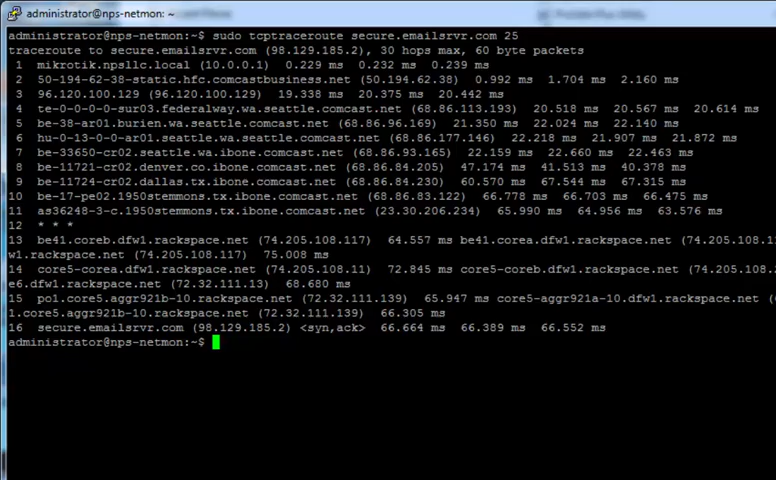 administrator@nps-netmon: ~
administrator@nps-netmon:~$ sudo tcptraceroute secure.emailsrvr.com 25
traceroute to secure.emailsrvr.com (98.129.185.2), 30 hops max, 60 byte packets
1 mikrotik.npsllc.local (10.0.0.1) 0.229 ms 0.232 ms 0.239 ms
2 50-194-62-38-static.hfc.comcastbusiness.net (50.194.62.38) 0.992 ms 1.704 ms 2.160 ms
3 96.120.100.129 (96.120.100.129) 19.338 ms 20.375 ms 20.442 ms
4 te-0-0-0-0-sur03.federalway.wa.seattle.comcast.net (68.86.113.193) 20.518 ms 20.567 ms 20.614 ms
5 be-38-ar01.burien.wa.seattle.comcast.net (68.86.96.169) 21.350 ms 22.024 ms 22.140 ms
6 hu-0-13-0-0-ar01.seattle.wa.seattle.comcast.net (68.86.177.146) 22.218 ms 21.907 ms 21.872 ms
7 be-33650-cr02.seattle.wa.ibone.comcast.net (68.86.93.165) 22.159 ms 22.660 ms 22.463 ms
8 be-11721-cr02.denver.co.ibone.comcast.net (68.86.84.205) 47.174 ms 41.513 ms 40.378 ms
9 be-11724-cr02.dallas.tx.ibone.comcast.net (68.86.84.230) 60.570 ms 67.544 ms 67.315 ms
10 be-17-pe02.1950stemmons.tx.ibone.comcast.net (68.86.83.122) 66.778 ms 66.703 ms 66.475 ms
11 as36248-3-c.1950stemmons.tx.ibone.comcast.net (23.30.206.234) 65.990 ms 64.956 ms 63.576 ms
12 * * *
13 be41.coreb.dfw1.rackspace.net (74.205.108.117) 64.557 ms be41.corea.dfw1.rackspace.net (74.205.108.11
w1.rackspace.net (74.205.108.117) 75.008 ms
14 core5-corea.dfw1.rackspace.net (74.205.108.11) 72.845 ms core5-coreb.dfw1.rackspace.net (74.205.108.
e6.dfw1.rackspace.net (72.32.111.13) 68.680 ms
15 po1.core5.aggr921b-10.rackspace.net (72.32.111.139) 65.947 ms core5-aggr921a-10.dfw1.rackspace.net (
1.core5.aggr921b-10.rackspace.net (72.32.111.139) 66.305 ms
16 secure.emailsrvr.com (98.129.185.2) <syn,ack> 66.664 ms 66.389 ms 66.552 ms
administrator@nps-netmon:~$